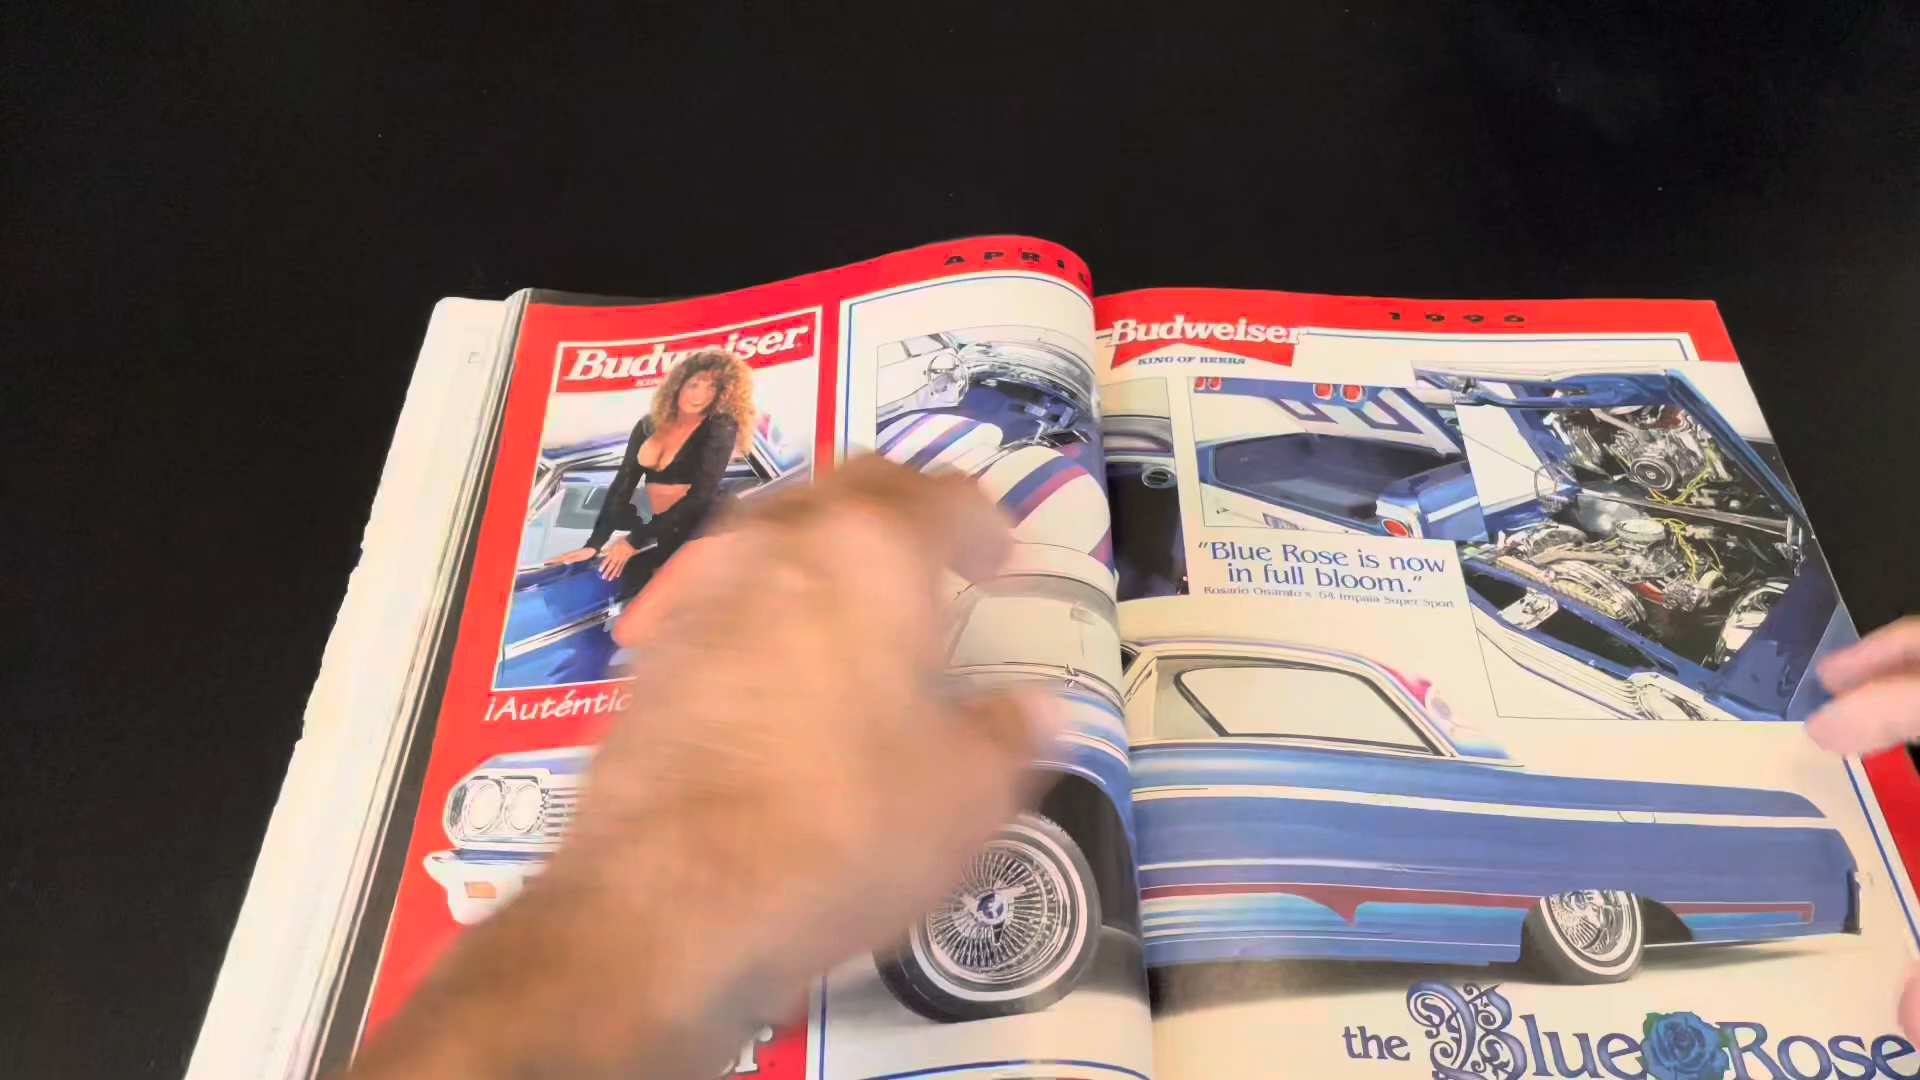 APRIL
1996
Budweiser
¡Auténtic
Budweiser
KING OF BEERS
"Blue Rose is now
in full bloom."
Rosario Onarato's '64 Impala Super Sport
the Blue Rose